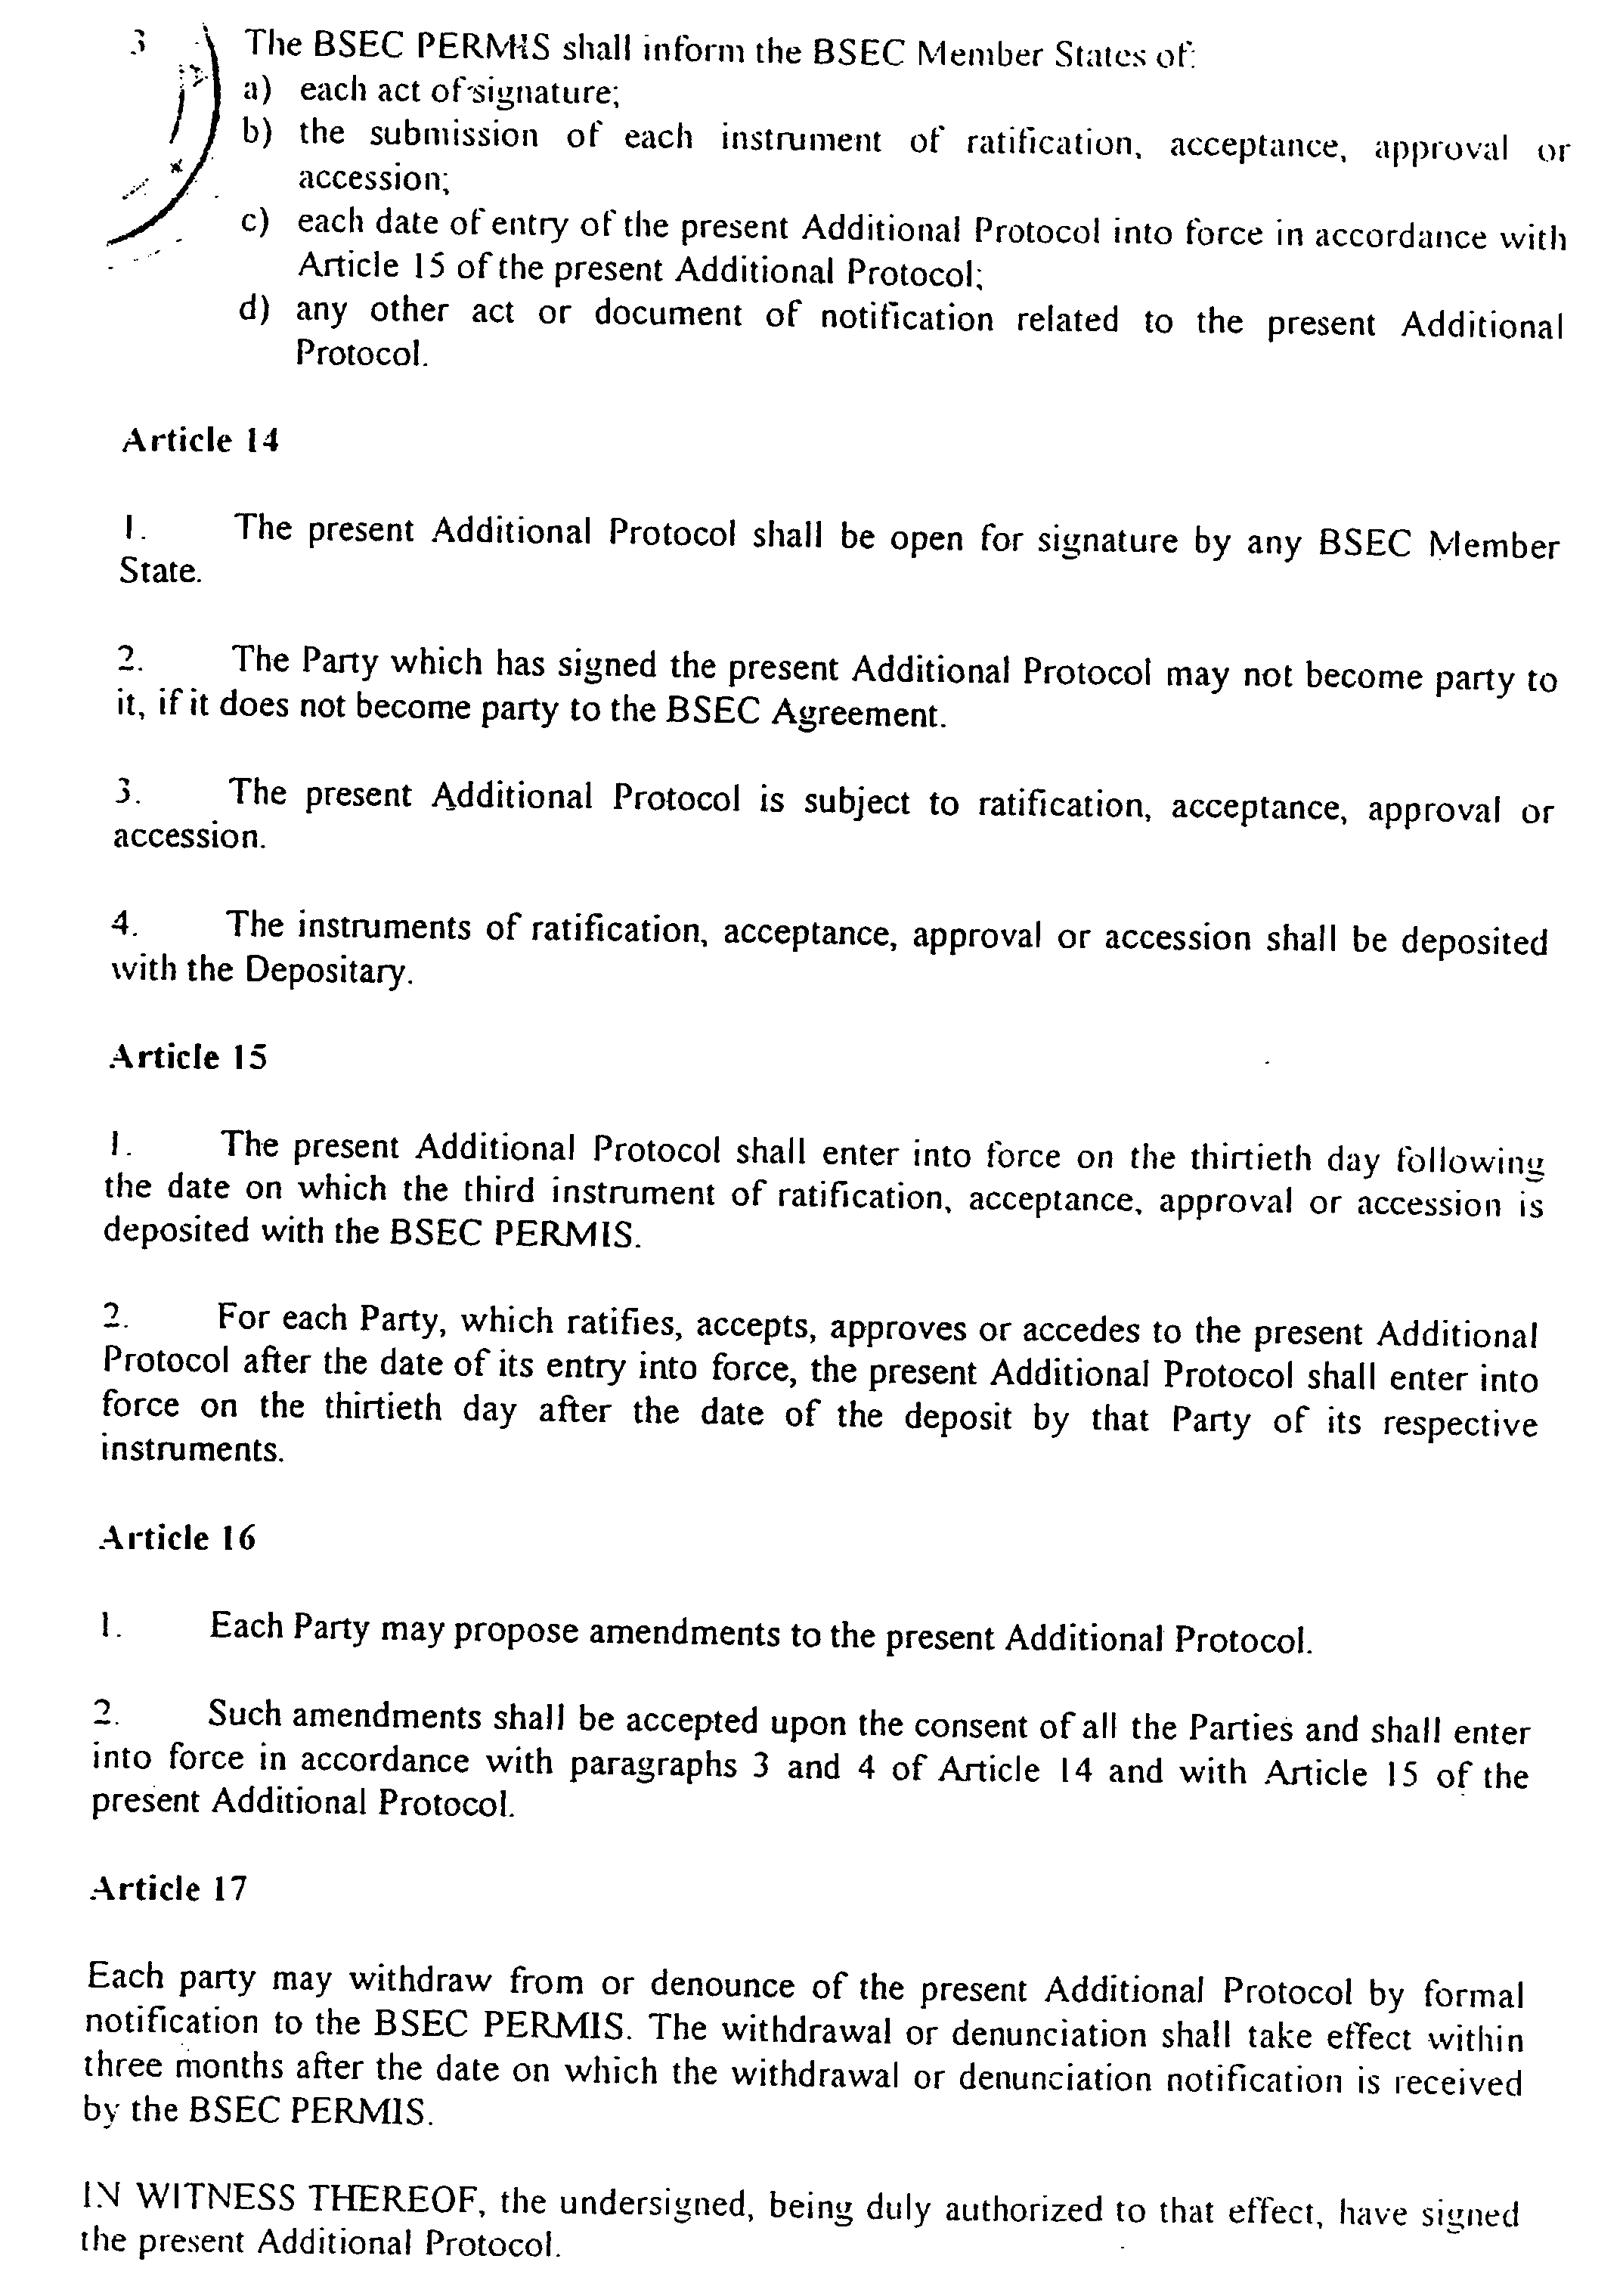 3 The BSEC PERMIS shall inform the BSEC Member States of:
a) each act of signature;
b) the submission of each instrument of ratification, acceptance, approval or
accession;
c) each date of entry of the present Additional Protocol into force in accordance with
Article 15 of the present Additional Protocol;
d) any other act or document of notification related to the present Additional
Protocol.
Article 14
1. The present Additional Protocol shall be open for signature by any BSEC Member
State.
2. The Party which has signed the present Additional Protocol may not become party to
it, if it does not become party to the BSEC Agreement.
3. The present Additional Protocol is subject to ratification, acceptance, approval or
accession.
4. The instruments of ratification, acceptance, approval or accession shall be deposited
with the Depositary.
Article 15
1. The present Additional Protocol shall enter into force on the thirtieth day following
the date on which the third instrument of ratification, acceptance, approval or accession is
deposited with the BSEC PERMIS.
2. For each Party, which ratifies, accepts, approves or accedes to the present Additional
Protocol after the date of its entry into force, the present Additional Protocol shall enter into
force on the thirtieth day after the date of the deposit by that Party of its respective
instruments.
Article 16
1. Each Party may propose amendments to the present Additional Protocol.
2. Such amendments shall be accepted upon the consent of all the Parties and shall enter
into force in accordance with paragraphs 3 and 4 of Article 14 and with Article 15 of the
present Additional Protocol.
Article 17
Each party may withdraw from or denounce of the present Additional Protocol by formal
notification to the BSEC PERMIS. The withdrawal or denunciation shall take effect within
three months after the date on which the withdrawal or denunciation notification is received
by the BSEC PERMIS.
IN WITNESS THEREOF, the undersigned, being duly authorized to that effect, have signed
the present Additional Protocol.